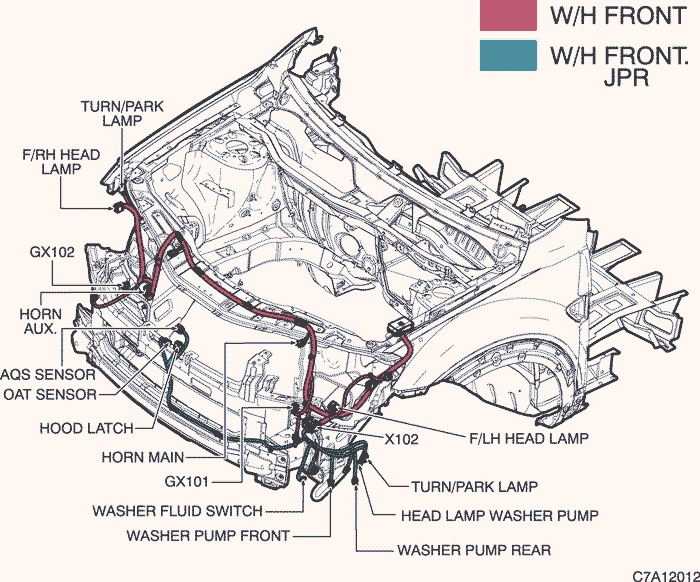 W/H FRONT
W/H FRONT.
JPR
TURN/PARK
LAMP
F/RH HEAD
LAMP
GX102
HORN
AUX.
AQS SENSOR
OAT SENSOR
HOOD LATCH
HORN MAIN
GX101
WASHER FLUID SWITCH
WASHER PUMP FRONT
X102
F/LH HEAD LAMP
TURN/PARK LAMP
HEAD LAMP WASHER PUMP
WASHER PUMP REAR
C7A12012